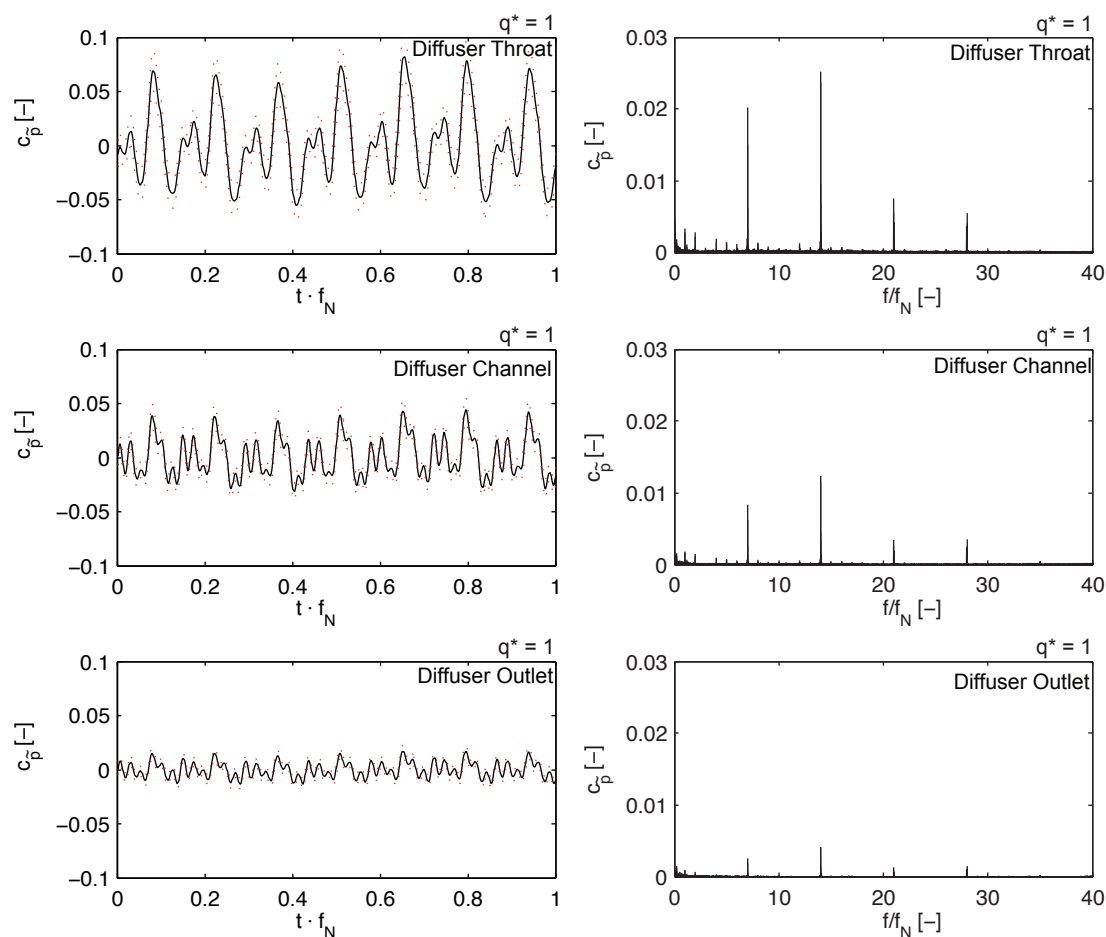 q* = 1
Diffuser Throat
0.1
0.05
0
−0.05
−0.1
c p̃ [−]
0 0.2 0.4 0.6 0.8 1
t · f_N
q* = 1
Diffuser Throat
0.03
0.02
0.01
0
c p̃ [−]
0 10 20 30 40
f/f_N [−]
q* = 1
Diffuser Channel
0.1
0.05
0
−0.05
−0.1
c p̃ [−]
0 0.2 0.4 0.6 0.8 1
t · f_N
q* = 1
Diffuser Channel
0.03
0.02
0.01
0
c p̃ [−]
0 10 20 30 40
f/f_N [−]
q* = 1
Diffuser Outlet
0.1
0.05
0
−0.05
−0.1
c p̃ [−]
0 0.2 0.4 0.6 0.8 1
t · f_N
q* = 1
Diffuser Outlet
0.03
0.02
0.01
0
c p̃ [−]
0 10 20 30 40
f/f_N [−]